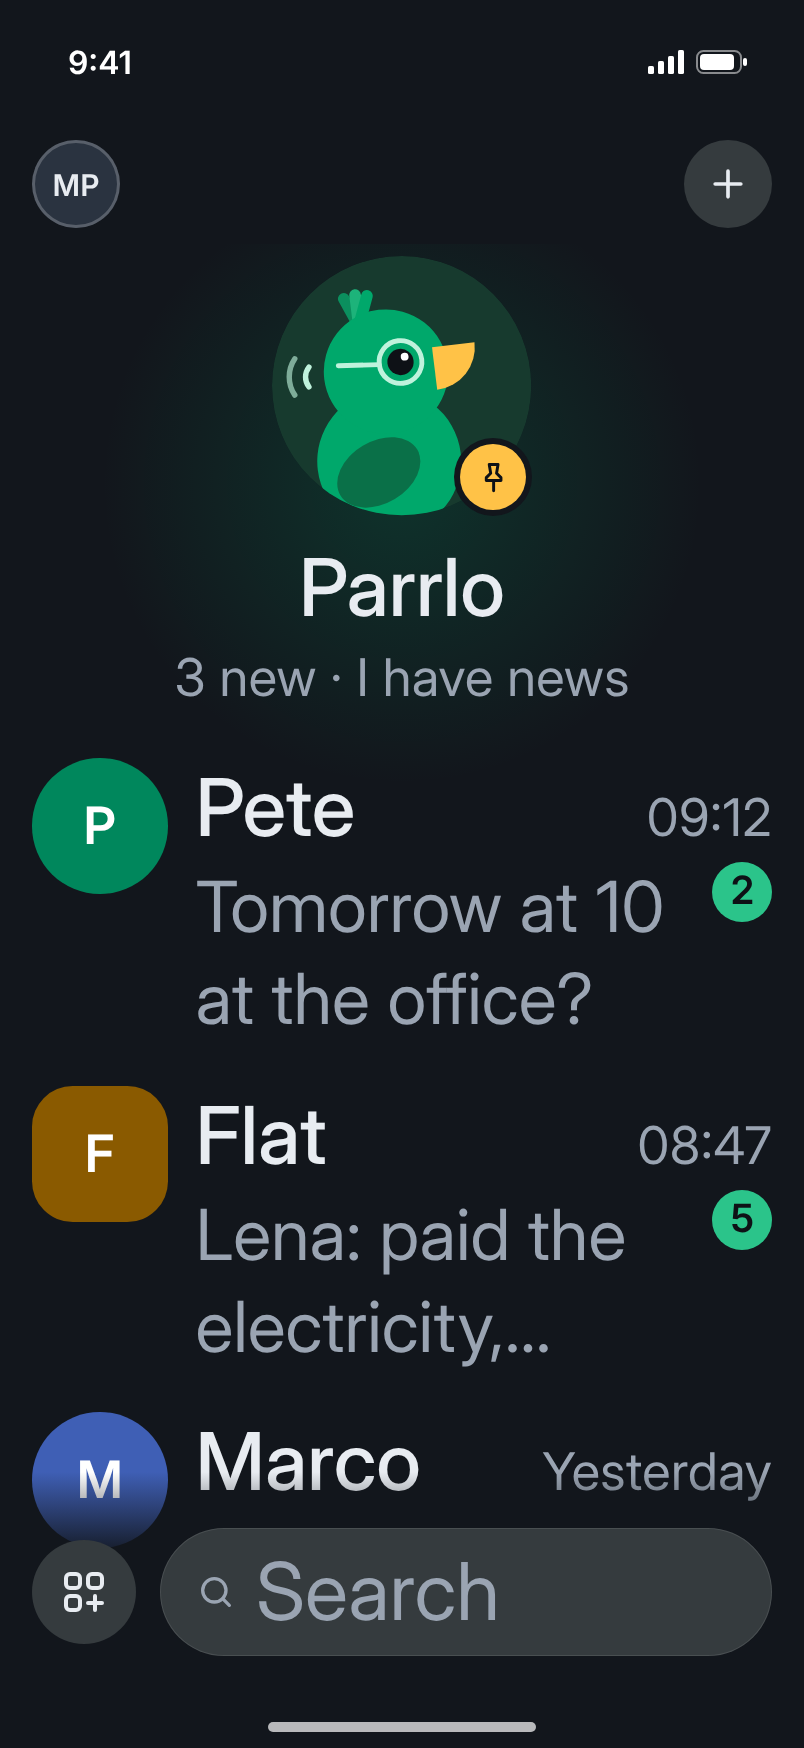 9:41
MP
Parrlo
3 new · I have news
P
Pete
09:12
Tomorrow at 10
2
at the office?
F
Flat
08:47
Lena: paid the
5
electricity,...
M
Marco
Yesterday
Search